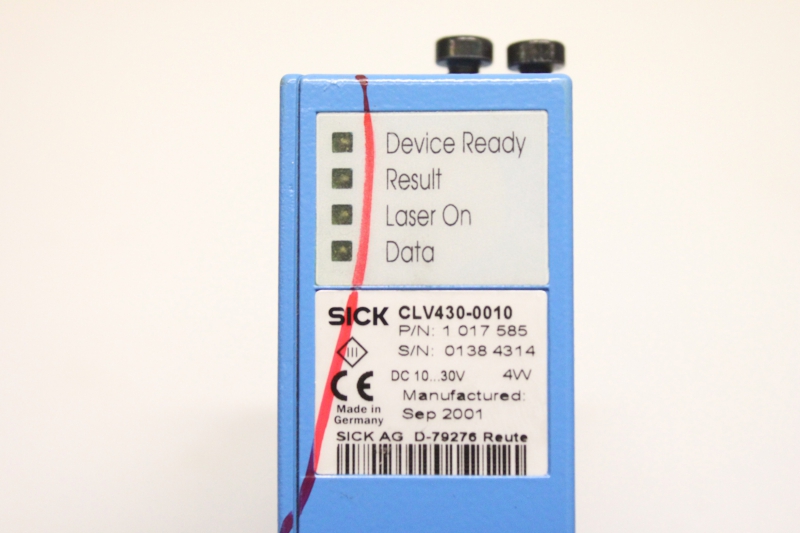 Device Ready
Result
Laser On
Data
SICK CLV430-0010
P/N: 1 017 585
S/N: 0138 4314
III
CE DC 10...30V 4W
Manufactured:
Made in Sep 2001
Germany
SICK AG D-79276 Reute